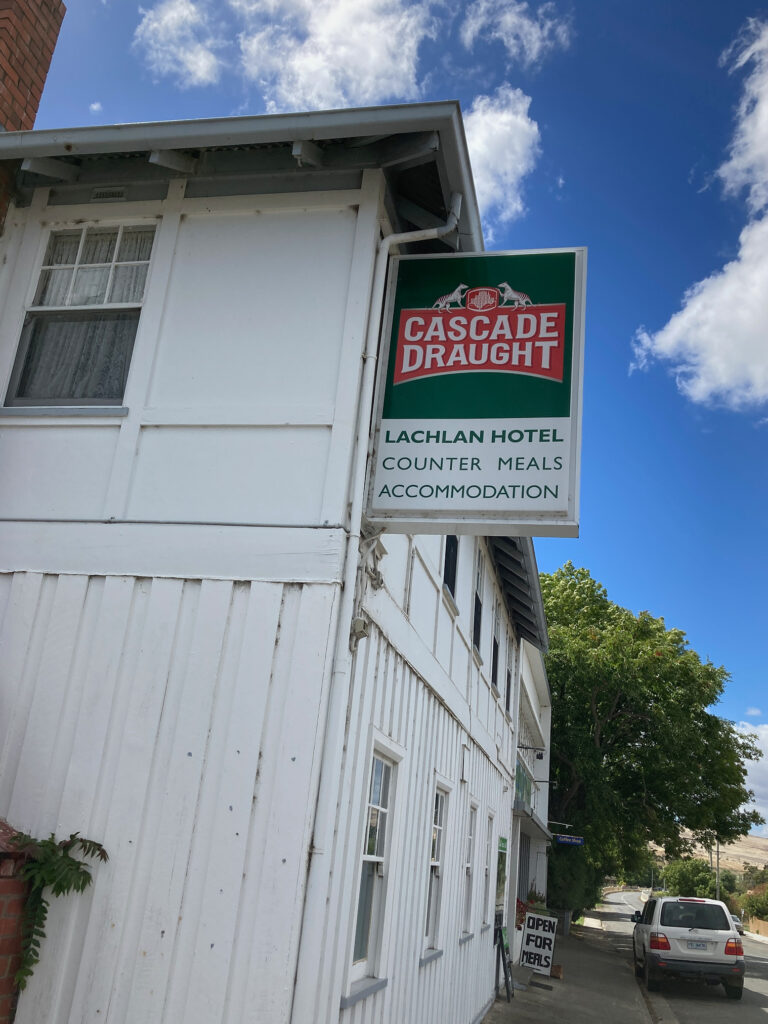 CASCADE
DRAUGHT
LACHLAN HOTEL
COUNTER MEALS
ACCOMMODATION
OPEN
FOR
MEALS